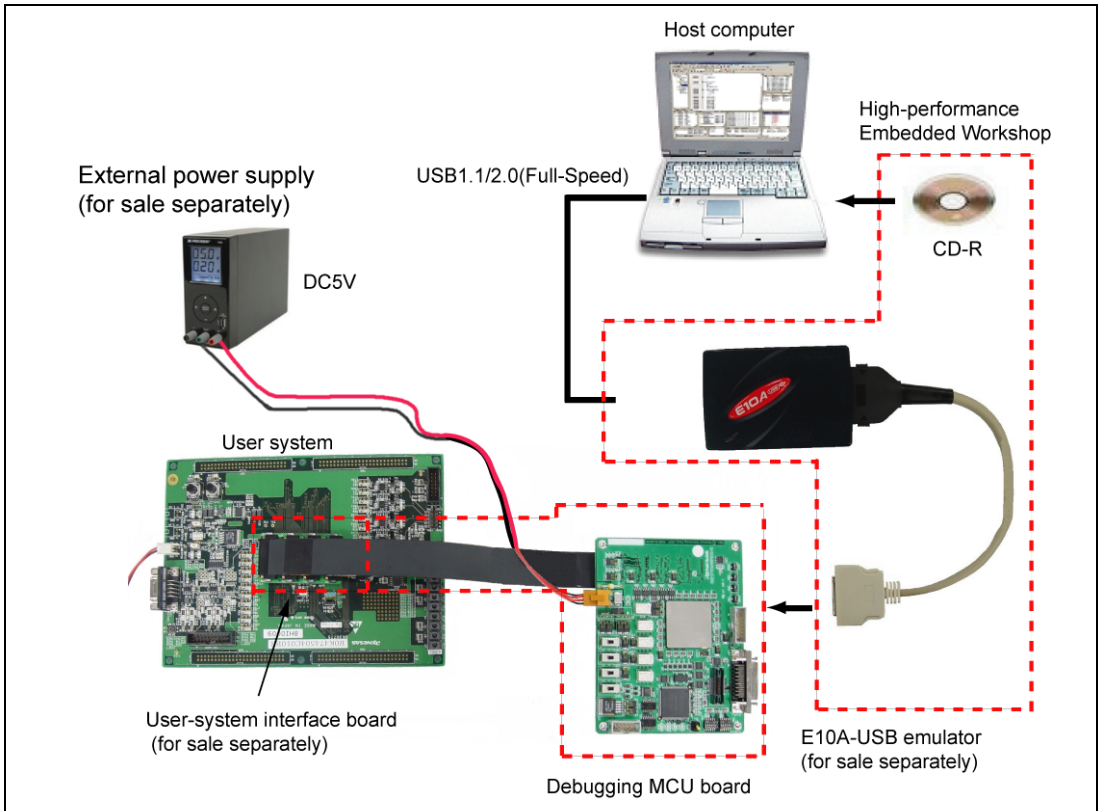 Host computer
High-performance
Embedded Workshop
USB1.1/2.0(Full-Speed)
External power supply
(for sale separately)
CD-R
DC5V
E10A USB
User system
User-system interface board
(for sale separately)
E10A-USB emulator
(for sale separately)
Debugging MCU board